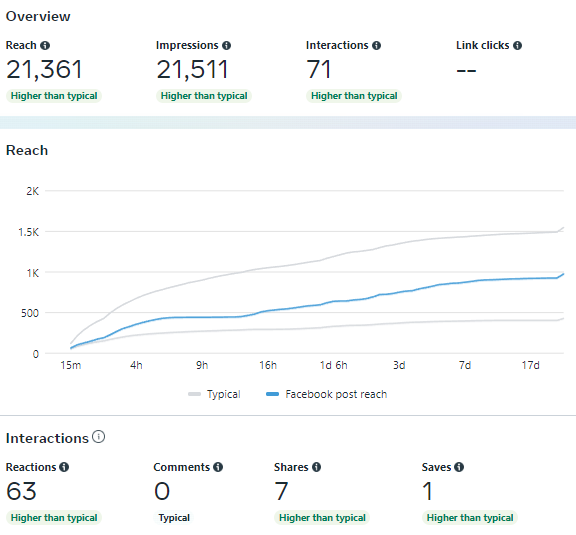 Overview
Reach Impressions Interactions Link clicks
21,361 21,511 71 --
Higher than typical Higher than typical Higher than typical
Reach
2K
1.5K
1K
500
0
15m 4h 9h 16h 1d 6h 3d 7d 17d
Typical Facebook post reach
Interactions
Reactions Comments Shares Saves
63 0 7 1
Higher than typical Typical Higher than typical Higher than typical